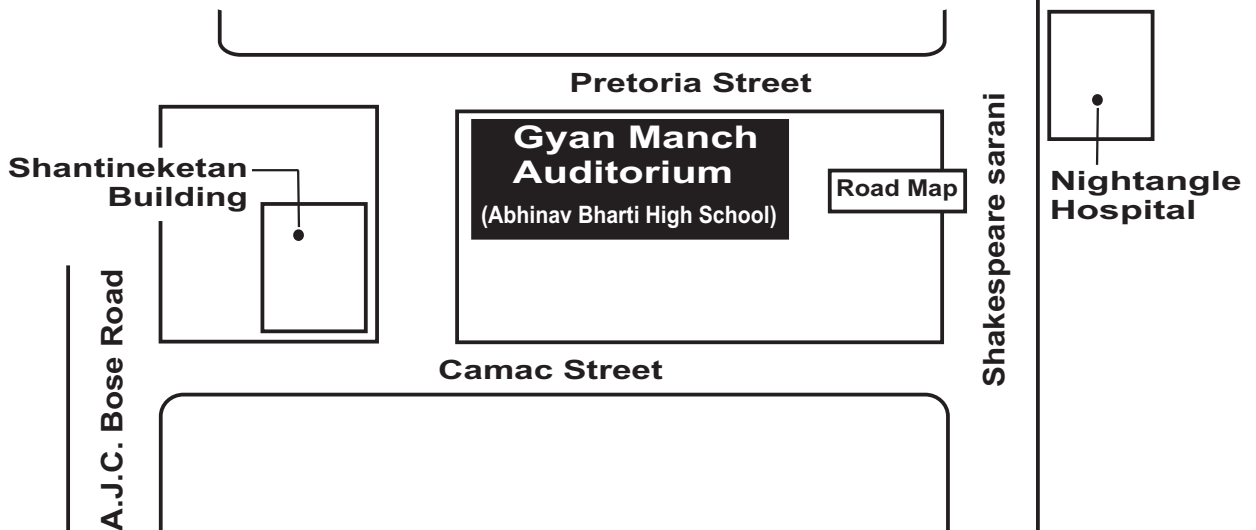 Pretoria Street
Gyan Manch
Auditorium
(Abhinav Bharti High School)
Road Map
Shantineketan
Building
Shakespeare sarani
Nightangle
Hospital
A.J.C. Bose Road
Camac Street